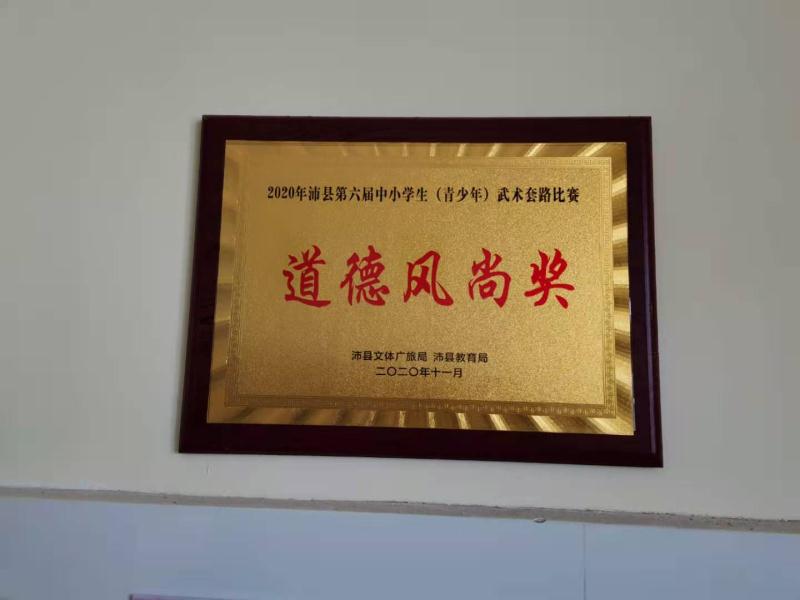 2020年沛县第六届中小学生（青少年）武术套路比赛
道德风尚奖
沛县文体广旅局 沛县教育局
二〇二〇年十一月